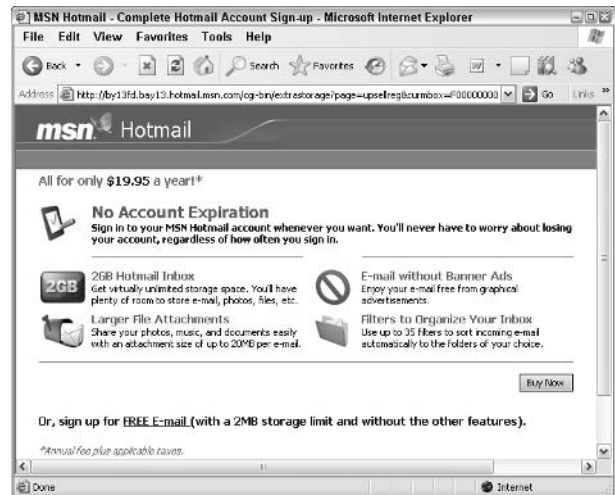 MSN Hotmail - Complete Hotmail Account Sign-up - Microsoft Internet Explorer
File Edit View Favorites Tools Help
Back Search Favorites
Address http://by13fd.bay13.hotmail.msn.com/cgi-bin/extrastorage?page=upsellreg&curmbox=F00000000 Go Links »
msn Hotmail
All for only $19.95 a year!*
No Account Expiration
Sign in to your MSN Hotmail account whenever you want. You'll never have to worry about losing
your account, regardless of how often you sign in.
2GB
2GB Hotmail Inbox
Get virtually unlimited storage space. You'll have
plenty of room to store e-mail, photos, files, etc.
E-mail without Banner Ads
Enjoy your e-mail free from graphical
advertisements.
Larger File Attachments
Share your photos, music, and documents easily
with an attachment size of up to 20MB per e-mail.
Filters to Organize Your Inbox
Use up to 35 filters to sort incoming e-mail
automatically to the folders of your choice.
Buy Now
Or, sign up for FREE E-mail (with a 2MB storage limit and without the other features).
*Annual fee plus applicable taxes.
Done Internet